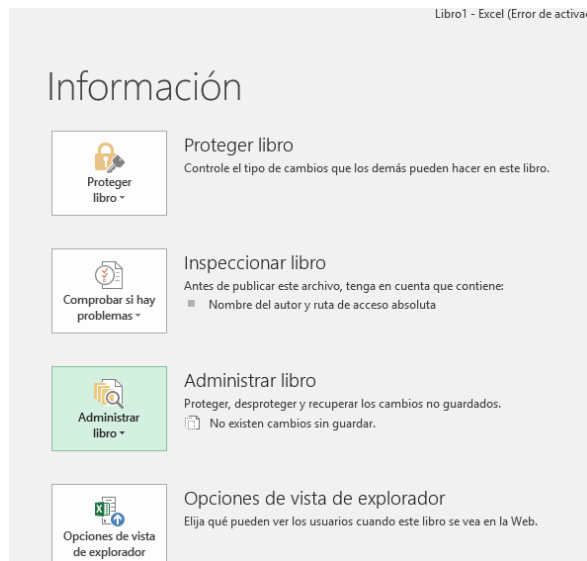 Libro1 - Excel (Error de activa
Información
Proteger libro
Controle el tipo de cambios que los demás pueden hacer en este libro.
Proteger
libro
Inspeccionar libro
Antes de publicar este archivo, tenga en cuenta que contiene:
Nombre del autor y ruta de acceso absoluta
Comprobar si hay
problemas
Administrar libro
Proteger, desproteger y recuperar los cambios no guardados.
No existen cambios sin guardar.
Administrar
libro
Opciones de vista de explorador
Elija qué pueden ver los usuarios cuando este libro se vea en la Web.
Opciones de vista
de explorador